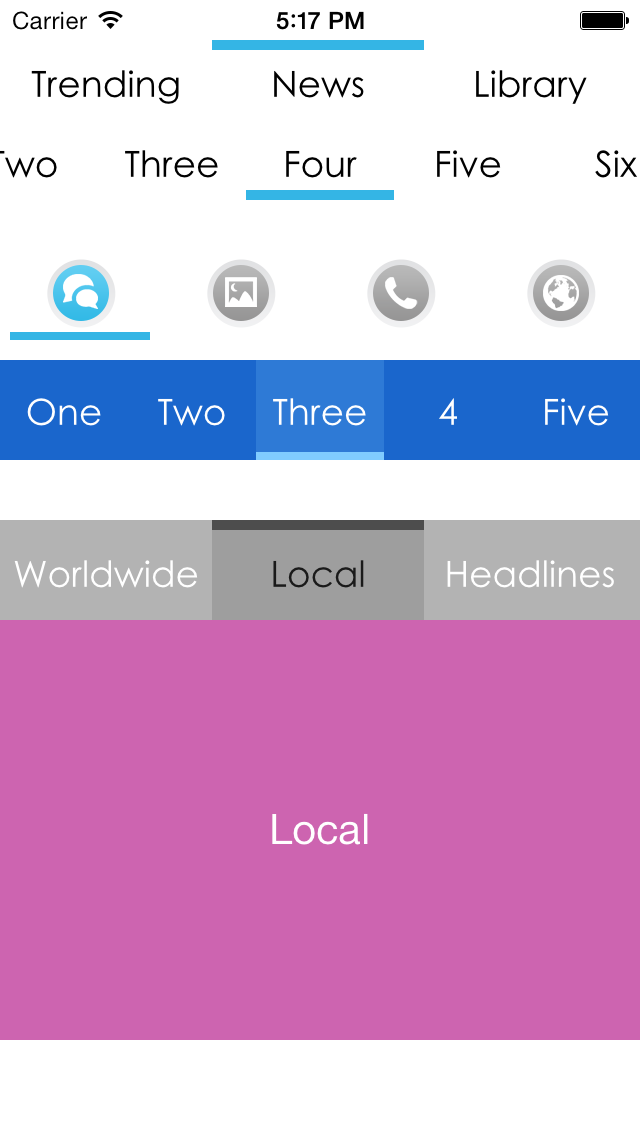 Carrier 5:17 PM
Trending News Library
Two Three Four Five Six
One Two Three 4 Five
Worldwide Local Headlines
Local